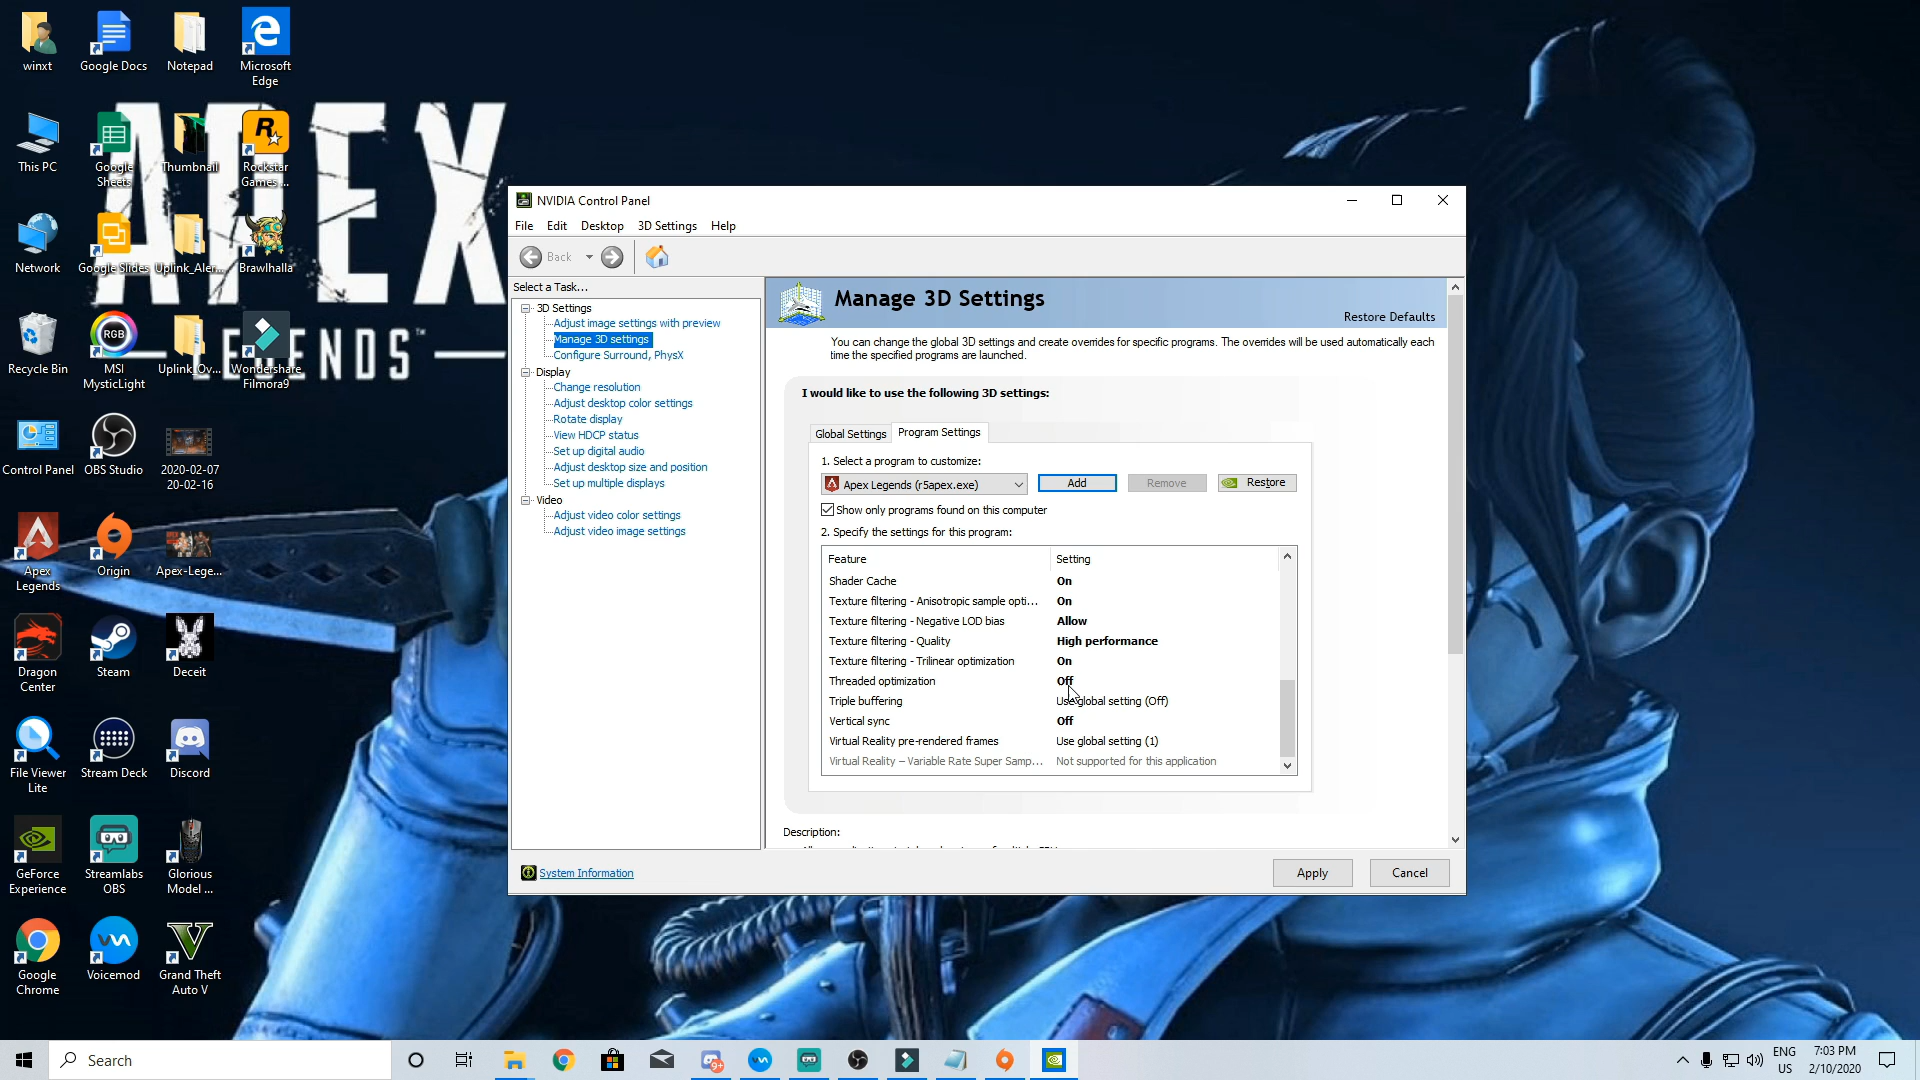 winxt
Google Docs
Notepad
Microsoft
Edge
APEX
LEGENDS™
This PC
Google
Sheets
Thumbnail
Rockstar
Games ...
Network
Google Slides
Uplink_Aler...
Brawlhalla
Recycle Bin
RGB
MSI
MysticLight
Uplink_Ov...
Wondershare
Filmora9
Control Panel
OBS Studio
2020-02-07
20-02-16
Apex
Legends
Origin
Apex-Lege...
Dragon
Center
Steam
Deceit
File Viewer
Lite
Stream Deck
Discord
GeForce
Experience
Streamlabs
OBS
Glorious
Model ...
Google
Chrome
Voicemod
Grand Theft
Auto V
NVIDIA Control Panel
File Edit Desktop 3D Settings Help
Back
Select a Task...
3D Settings
Adjust image settings with preview
Manage 3D settings
Configure Surround, PhysX
Display
Change resolution
Adjust desktop color settings
Rotate display
View HDCP status
Set up digital audio
Adjust desktop size and position
Set up multiple displays
Video
Adjust video color settings
Adjust video image settings
System Information
Manage 3D Settings
Restore Defaults
You can change the global 3D settings and create overrides for specific programs. The overrides will be used automatically each
time the specified programs are launched.
I would like to use the following 3D settings:
Global Settings Program Settings
1. Select a program to customize:
Apex Legends (r5apex.exe) Add Remove Restore
Show only programs found on this computer
2. Specify the settings for this program:
Feature Setting
Shader Cache On
Texture filtering - Anisotropic sample opti... On
Texture filtering - Negative LOD bias Allow
Texture filtering - Quality High performance
Texture filtering - Trilinear optimization On
Threaded optimization Off
Triple buffering Use global setting (Off)
Vertical sync Off
Virtual Reality pre-rendered frames Use global setting (1)
Virtual Reality – Variable Rate Super Samp... Not supported for this application
Description:
Apply Cancel
Search
9+
ENG
US
7:03 PM
2/10/2020